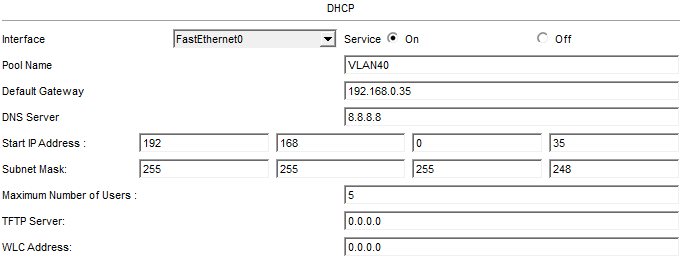 DHCP
Interface FastEthernet0 Service On Off
Pool Name VLAN40
Default Gateway 192.168.0.35
DNS Server 8.8.8.8
Start IP Address : 192 168 0 35
Subnet Mask: 255 255 255 248
Maximum Number of Users : 5
TFTP Server: 0.0.0.0
WLC Address: 0.0.0.0